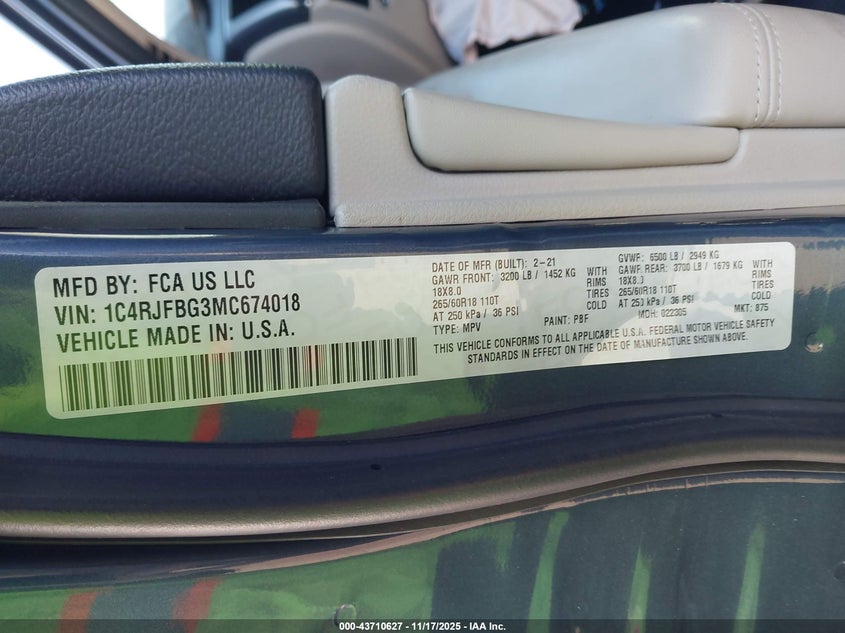 MFD BY: FCA US LLC
VIN: 1C4RJFBG3MC674018
VEHICLE MADE IN: U.S.A.
DATE OF MFR (BUILT): 2-21
GAWR FRONT: 3200 LB / 1452 KG WITH
18X8.0 RIMS
265/60R18 110T TIRES
AT 250 kPa / 36 PSI
TYPE: MPV PAINT: PBF
GVWR: 6500 LB / 2949 KG
GAWR REAR: 3700 LB / 1679 KG WITH
18X8.0 RIMS
265/60R18 110T TIRES
AT 250 kPa / 36 PSI
MDH: 022305 MKT: 875
THIS VEHICLE CONFORMS TO ALL APPLICABLE U.S.A. FEDERAL MOTOR VEHICLE SAFETY
STANDARDS IN EFFECT ON THE DATE OF MANUFACTURE SHOWN ABOVE.
000-43710627 - 11/17/2025 - IAA Inc.